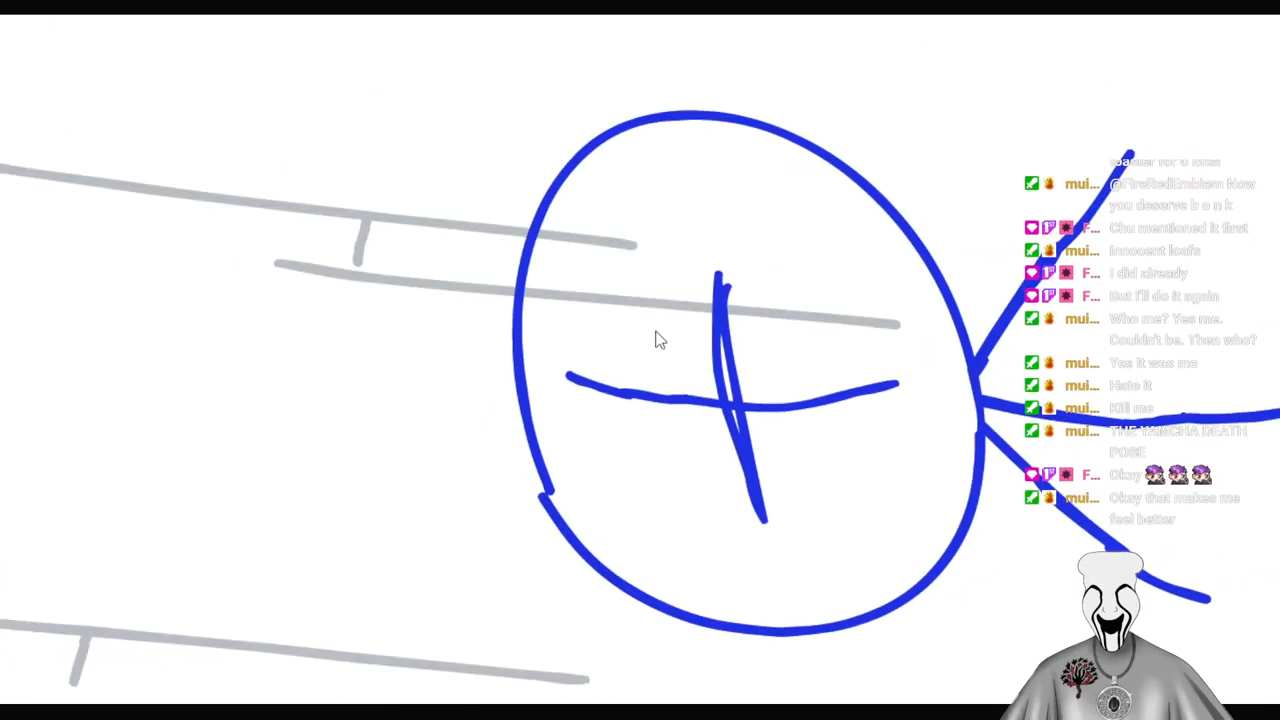 mui... @FireRedEmblem Now
you deserve b o n k
F... Chu mentioned it first
mui... Innocent loafs
F... I did already
F... But I'll do it again
mui... Who me? Yes me.
Couldn't be. Then who?
mui... Yes it was me
mui... Hate it
mui... Kill me
mui... THE YAMCHA DEATH
POSE
F... Okay
mui... Okay that makes me
feel better